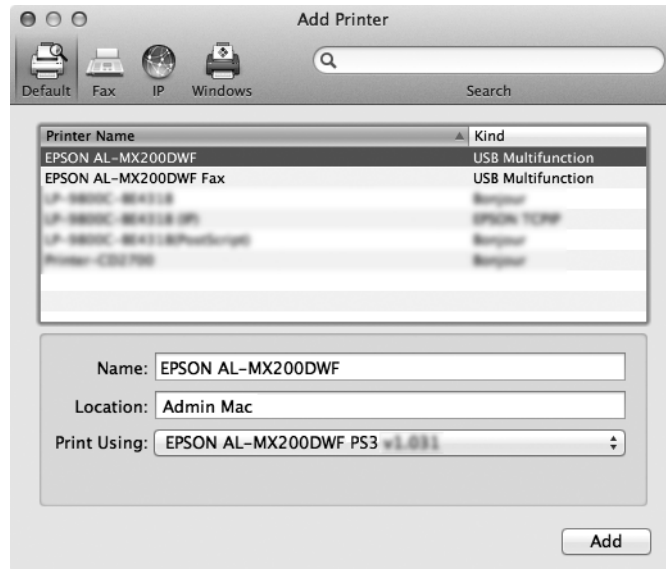 Add Printer
Default Fax IP Windows Search
Printer Name Kind
EPSON AL-MX200DWF USB Multifunction
EPSON AL-MX200DWF Fax USB Multifunction
Name: EPSON AL-MX200DWF
Location: Admin Mac
Print Using: EPSON AL-MX200DWF PS3
Add